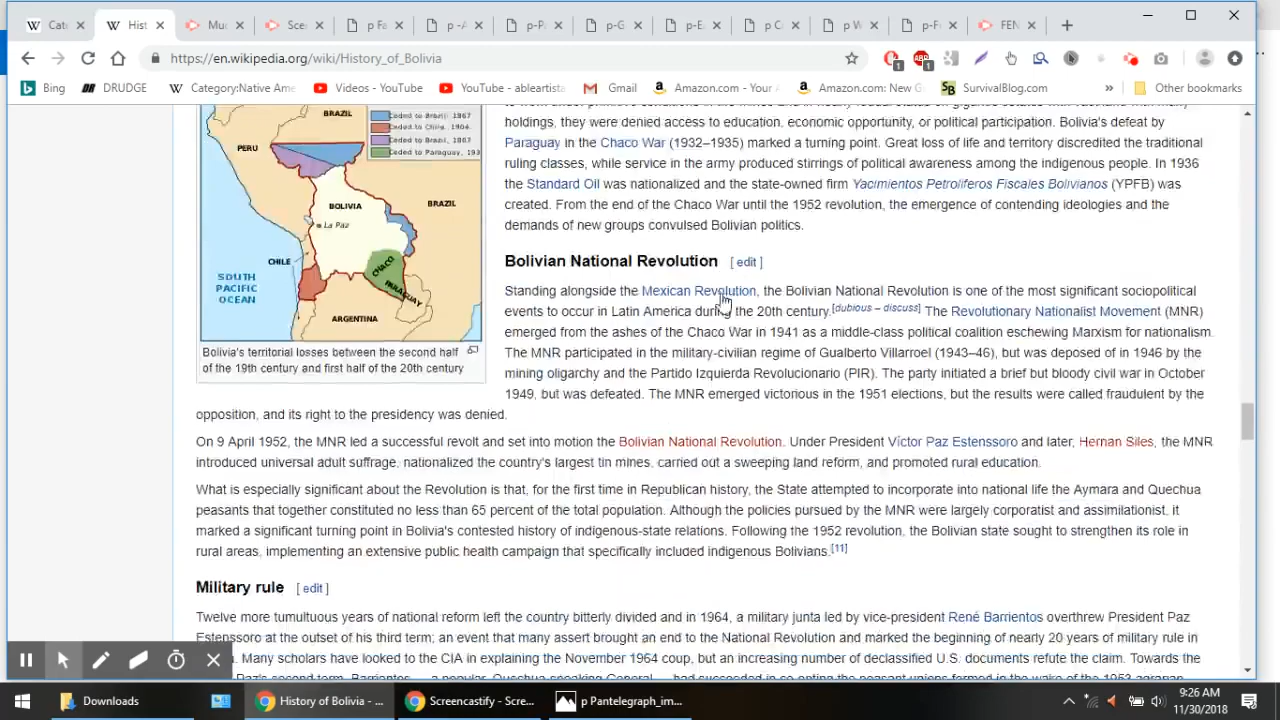 Cat
Hist
Mu
Sce
p Fa
p -A
p-P
p-G
p-E
p C
p W
p-F
FEN
https://en.wikipedia.org/wiki/History_of_Bolivia
1
1
Bing
DRUDGE
Category:Native Ame
Videos - YouTube
YouTube - ableartist
Gmail
Amazon.com - Your
Amazon.com: New G
SurvivalBlog.com
»
Other bookmarks
holdings, they were denied access to education, economic opportunity, or political participation. Bolivia's defeat by
Paraguay in the Chaco War (1932–1935) marked a turning point. Great loss of life and territory discredited the traditional
ruling classes, while service in the army produced stirrings of political awareness among the indigenous people. In 1936
the Standard Oil was nationalized and the state-owned firm Yacimientos Petrolíferos Fiscales Bolivianos (YPFB) was
created. From the end of the Chaco War until the 1952 revolution, the emergence of contending ideologies and the
demands of new groups convulsed Bolivian politics.
BRAZIL
Ceded to Brazil, 1867
Ceded to Chile, 1904
Ceded to Brazil,
Ceded to Paraguay, 193
PERU
BOLIVIA
BRAZIL
La Paz
CHILE
CHACO
PARAGUAY
SOUTH
PACIFIC
OCEAN
ARGENTINA
Bolivia's territorial losses between the second half
of the 19th century and first half of the 20th century
Bolivian National Revolution [ edit ]
Standing alongside the Mexican Revolution, the Bolivian National Revolution is one of the most significant sociopolitical
events to occur in Latin America during the 20th century.[dubious – discuss] The Revolutionary Nationalist Movement (MNR)
emerged from the ashes of the Chaco War in 1941 as a middle-class political coalition eschewing Marxism for nationalism.
The MNR participated in the military-civilian regime of Gualberto Villarroel (1943–46), but was deposed of in 1946 by the
mining oligarchy and the Partido Izquierda Revolucionario (PIR). The party initiated a brief but bloody civil war in October
1949, but was defeated. The MNR emerged victorious in the 1951 elections, but the results were called fraudulent by the
opposition, and its right to the presidency was denied.
On 9 April 1952, the MNR led a successful revolt and set into motion the Bolivian National Revolution. Under President Víctor Paz Estenssoro and later, Hernan Siles, the MNR
introduced universal adult suffrage, nationalized the country's largest tin mines, carried out a sweeping land reform, and promoted rural education.
What is especially significant about the Revolution is that, for the first time in Republican history, the State attempted to incorporate into national life the Aymara and Quechua
peasants that together constituted no less than 65 percent of the total population. Although the policies pursued by the MNR were largely corporatist and assimilationist, it
marked a significant turning point in Bolivia's contested history of indigenous-state relations. Following the 1952 revolution, the Bolivian state sought to strengthen its role in
rural areas, implementing an extensive public health campaign that specifically included indigenous Bolivians.[11]
Military rule [ edit ]
Twelve more tumultuous years of national reform left the country bitterly divided and in 1964, a military junta led by vice-president René Barrientos overthrew President Paz
Estenssoro at the outset of his third term; an event that many assert brought an end to the National Revolution and marked the beginning of nearly 20 years of military rule in
Many scholars have looked to the CIA in explaining the November 1964 coup, but an increasing number of declassified U.S. documents refute the claim. Towards the
Downloads
History of Bolivia - ...
Screencastify - Scre...
p Pantelegraph_im...
9:26 AM
11/30/2018